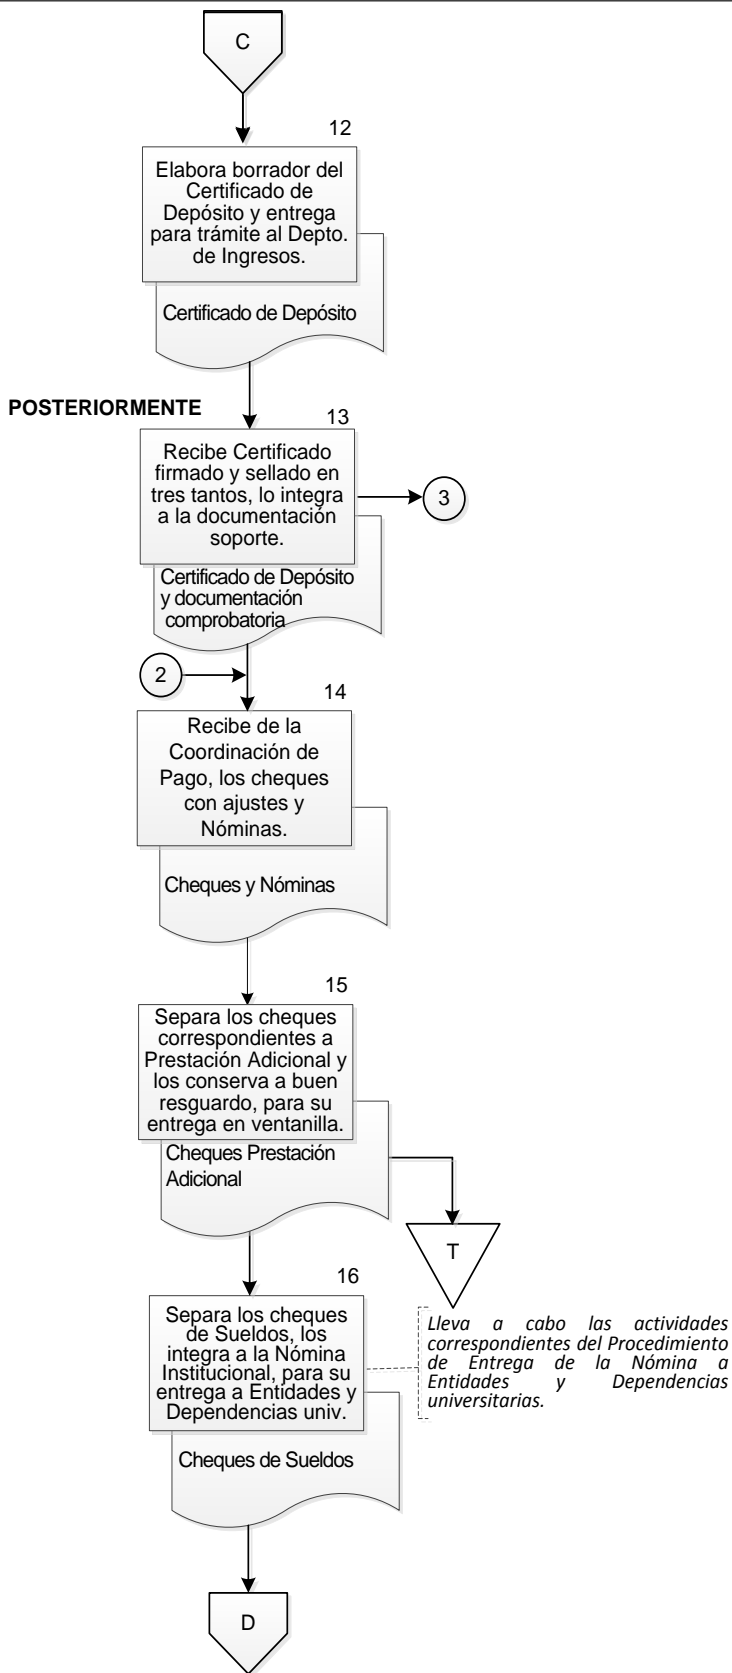 C
12
Elabora borrador del
Certificado de
Depósito y entrega
para trámite al Depto.
de Ingresos.
Certificado de Depósito
POSTERIORMENTE
13
Recibe Certificado
firmado y sellado en
tres tantos, lo integra
a la documentación
soporte.
3
Certificado de Depósito
y documentación
comprobatoria
2
14
Recibe de la
Coordinación de
Pago, los cheques
con ajustes y
Nóminas.
Cheques y Nóminas
15
Separa los cheques
correspondientes a
Prestación Adicional y
los conserva a buen
resguardo, para su
entrega en ventanilla.
Cheques Prestación
Adicional
T
16
Separa los cheques
de Sueldos, los
integra a la Nómina
Institucional, para su
entrega a Entidades y
Dependencias univ.
Lleva a cabo las actividades
correspondientes del Procedimiento
de Entrega de la Nómina a
Entidades y Dependencias
universitarias.
Cheques de Sueldos
D